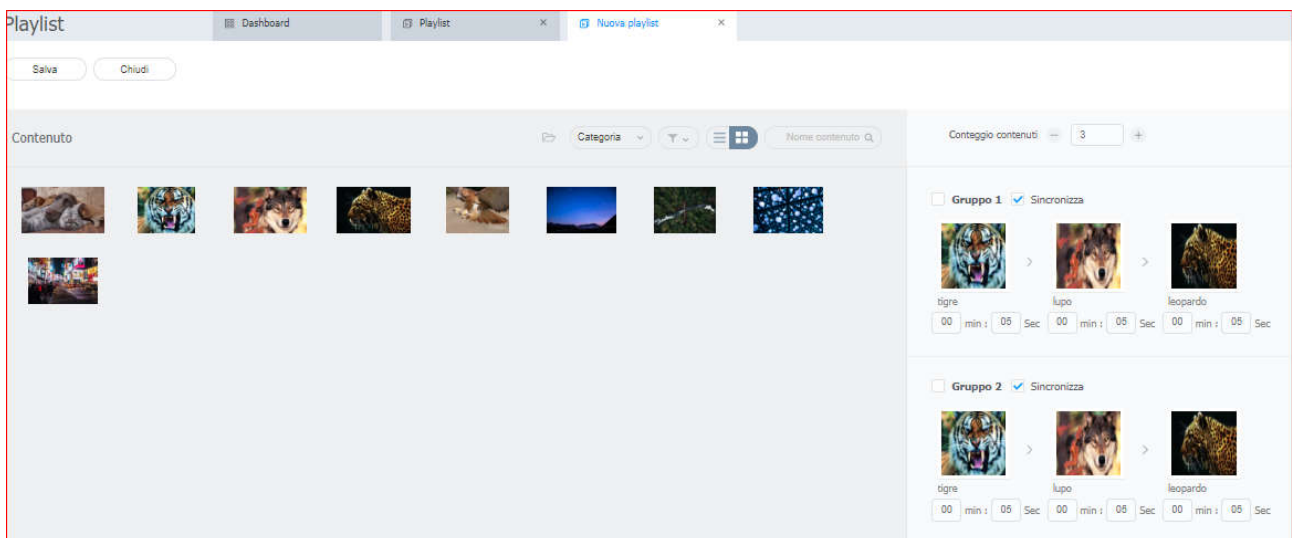 Playlist
Dashboard
Playlist ×
Nuova playlist ×
Salva
Chiudi
Contenuto
Categoria
Nome contenuto
Conteggio contenuti − 3 +
Gruppo 1 Sincronizza
tigre lupo leopardo
00 min : 05 Sec 00 min : 05 Sec 00 min : 05 Sec
Gruppo 2 Sincronizza
tigre lupo leopardo
00 min : 05 Sec 00 min : 05 Sec 00 min : 05 Sec